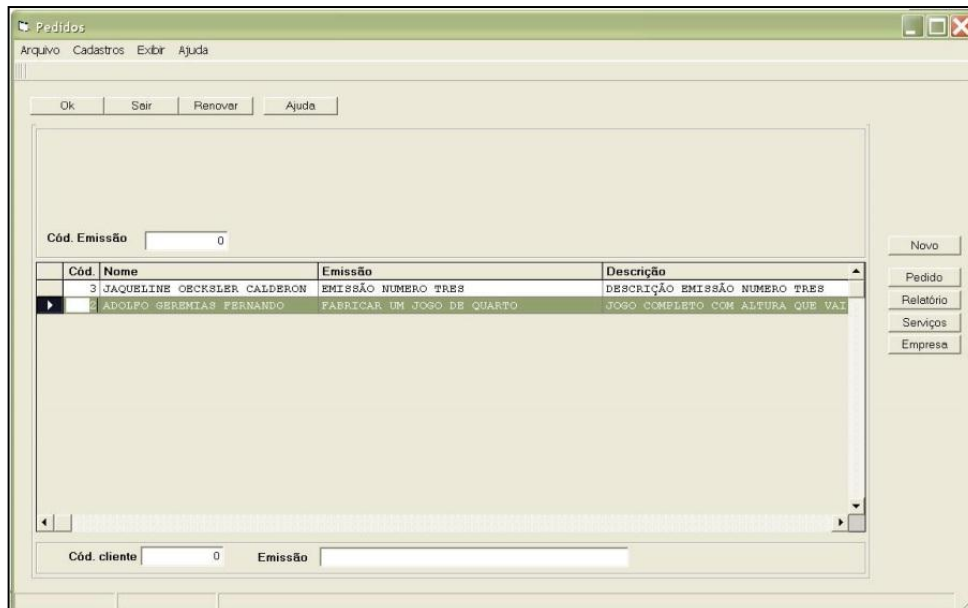 Pedidos
Arquivo Cadastros Exibir Ajuda
Ok Sair Renovar Ajuda
Cód. Emissão 0
Novo
Cód. Nome Emissão Descrição
Pedido
3 JAQUELINE OECKSLER CALDERON EMISSÃO NUMERO TRES DESCRIÇÃO EMISSÃO NUMERO TRES
Relatório
2 ADOLFO GEREMIAS FERNANDO FABRICAR UM JOGO DE QUARTO JOGO COMPLETO COM ALTURA QUE VAI
Serviços
Empresa
Cód. cliente 0 Emissão